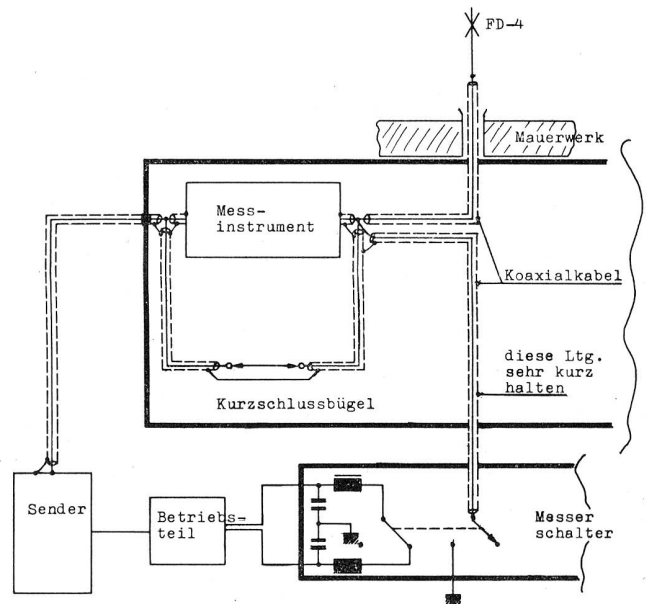 FD-4
Mauerwerk
Mess-
instrument
Koaxialkabel
diese Ltg.
sehr kurz
halten
Kurzschlussbügel
Sender
Betriebs-
teil
Messer
schalter